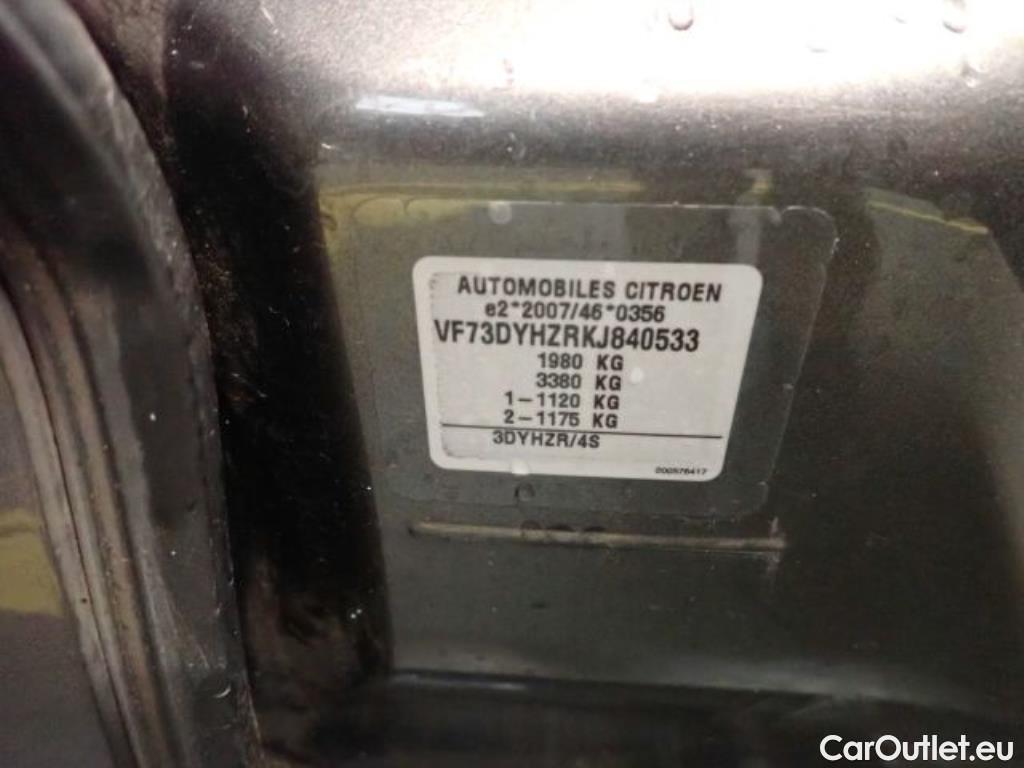 AUTOMOBILES CITROEN
e2*2007/46*0356
VF73DYHZRKJ840533
1980 KG
3380 KG
1-1120 KG
2-1175 KG
3DYHZR/4S
000576417
CarOutlet.eu